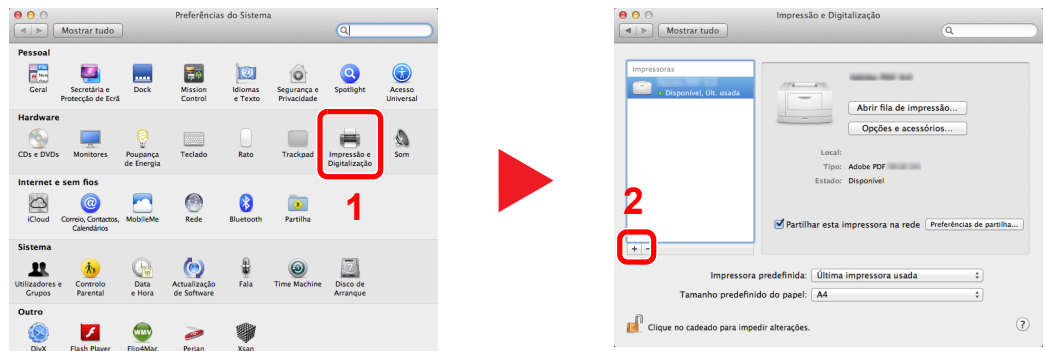 Preferências do Sistema
Mostrar tudo
Pessoal
Geral
Secretária e
Protecção de Ecrã
Dock
Mission
Control
Idiomas
e Texto
Segurança e
Privacidade
Spotlight
Acesso
Universal
Hardware
CDs e DVDs
Monitores
Poupança
de Energia
Teclado
Rato
Trackpad
Impressão e
Digitalização
Som
Internet e sem fios
iCloud
Correio, Contactos,
Calendários
MobileMe
Rede
Bluetooth
Partilha
1
Sistema
Utilizadores e
Grupos
Controlo
Parental
Data
e Hora
Actualização
de Software
Fala
Time Machine
Disco de
Arranque
Outro
DivX
Flash Player
WMV
Flip4Mac
Perian
Xsan
Impressão e Digitalização
Mostrar tudo
Impressoras
Disponível, Últ. usada
Abrir fila de impressão...
Opções e acessórios...
Local:
Tipo: Adobe PDF
Estado: Disponível
2
Partilhar esta impressora na rede
Preferências de partilha...
+ −
Impressora predefinida: Última impressora usada
Tamanho predefinido do papel: A4
Clique no cadeado para impedir alterações.
?